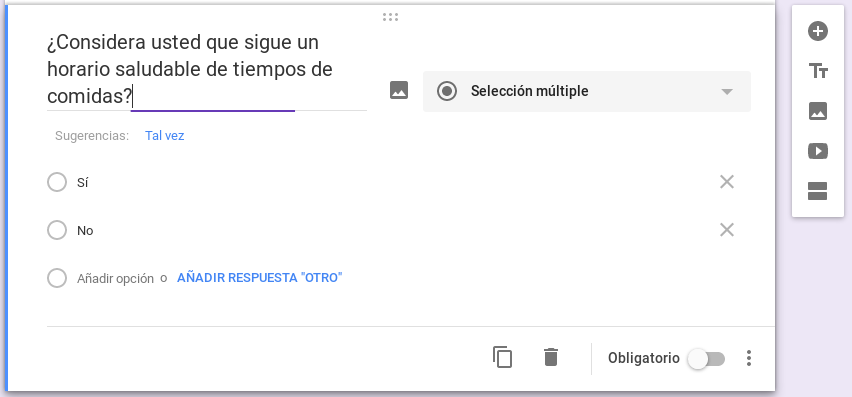 ¿Considera usted que sigue un
horario saludable de tiempos de
comidas?
Selección múltiple
Sugerencias: Tal vez
Sí
No
Añadir opción o AÑADIR RESPUESTA "OTRO"
Obligatorio